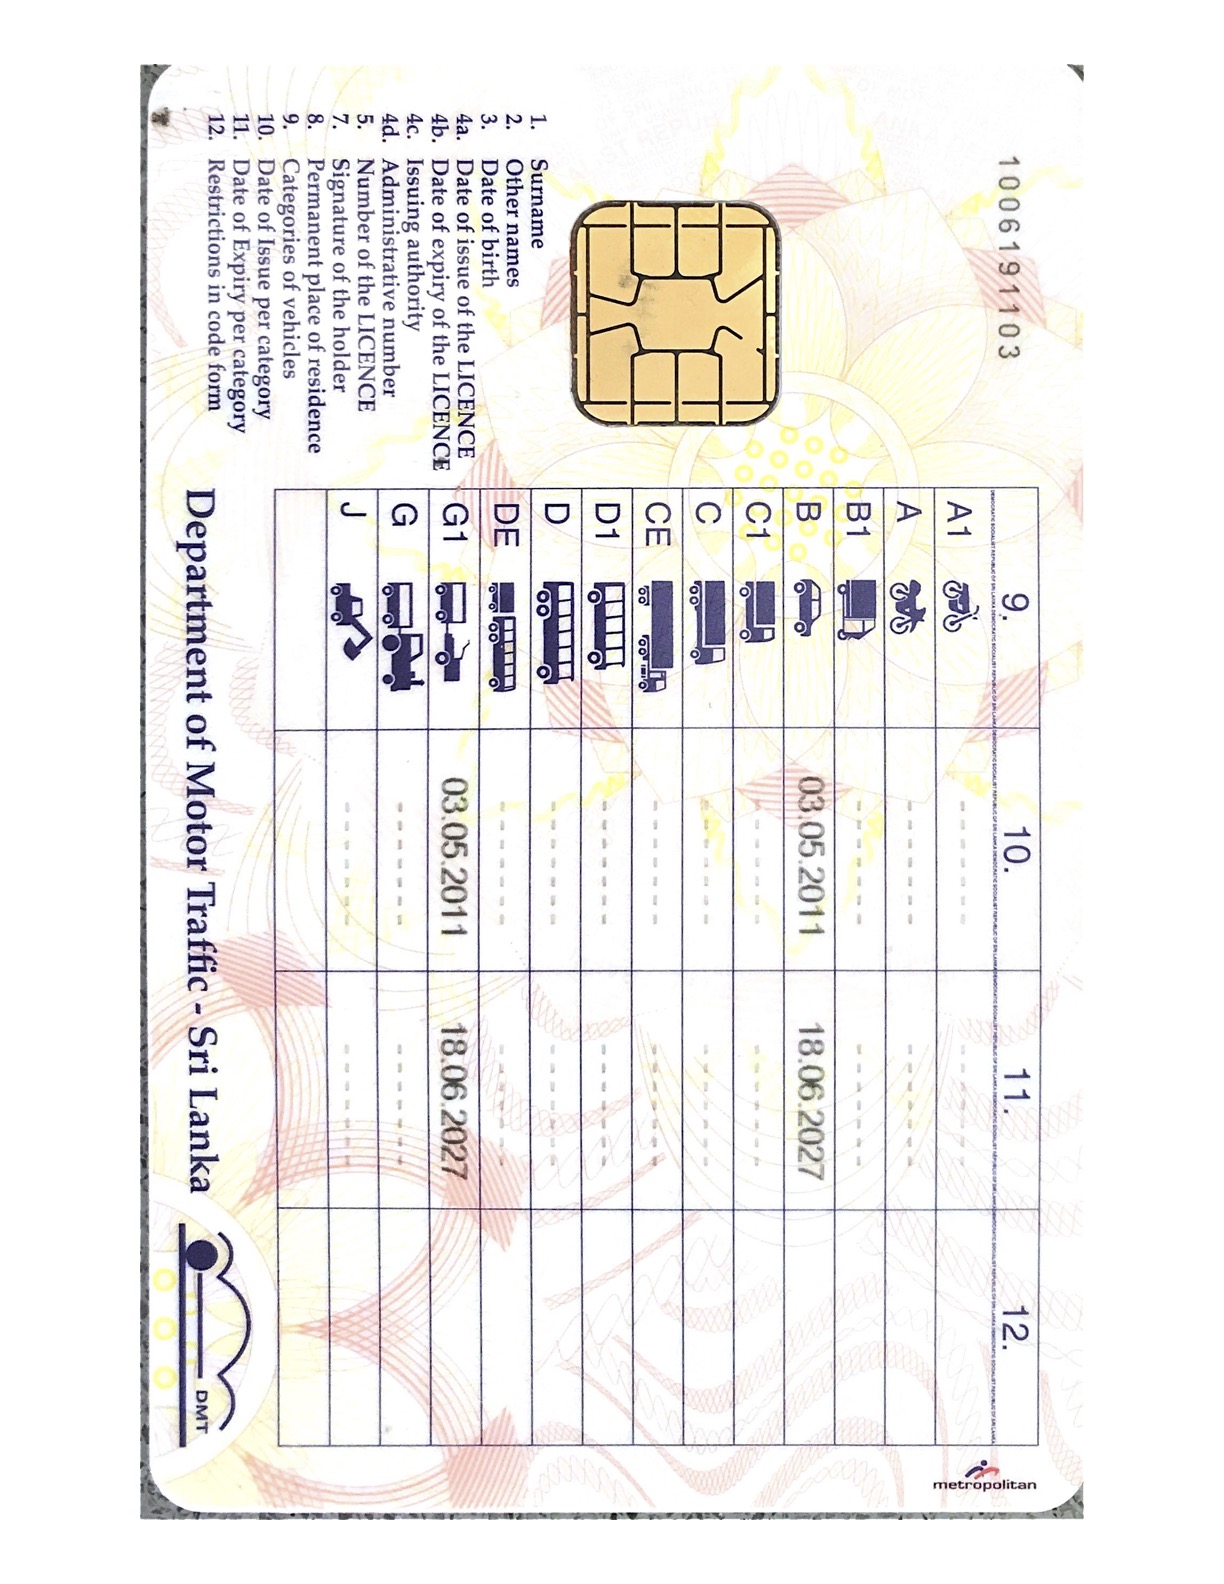 10061911103
1. Surname
2. Other names
3. Date of birth
4a. Date of issue of the LICENCE
4b. Date of expiry of the LICENCE
4c. Issuing authority
4d. Administrative number
5. Number of the LICENCE
7. Signature of the holder
8. Permanant place of residence
9. Categories of vehicles
10. Date of Issue per category
11. Date of Expiry per category
12. Restrictions in code form
9. 10. 11. 12.
A1
A
B1
B 03.05.2011 18.06.2027
C1
C
CE
D1
D
DE
G1 03.05.2011 18.06.2027
G
J
metropolitan
Department of Motor Traffic - Sri Lanka
DMT